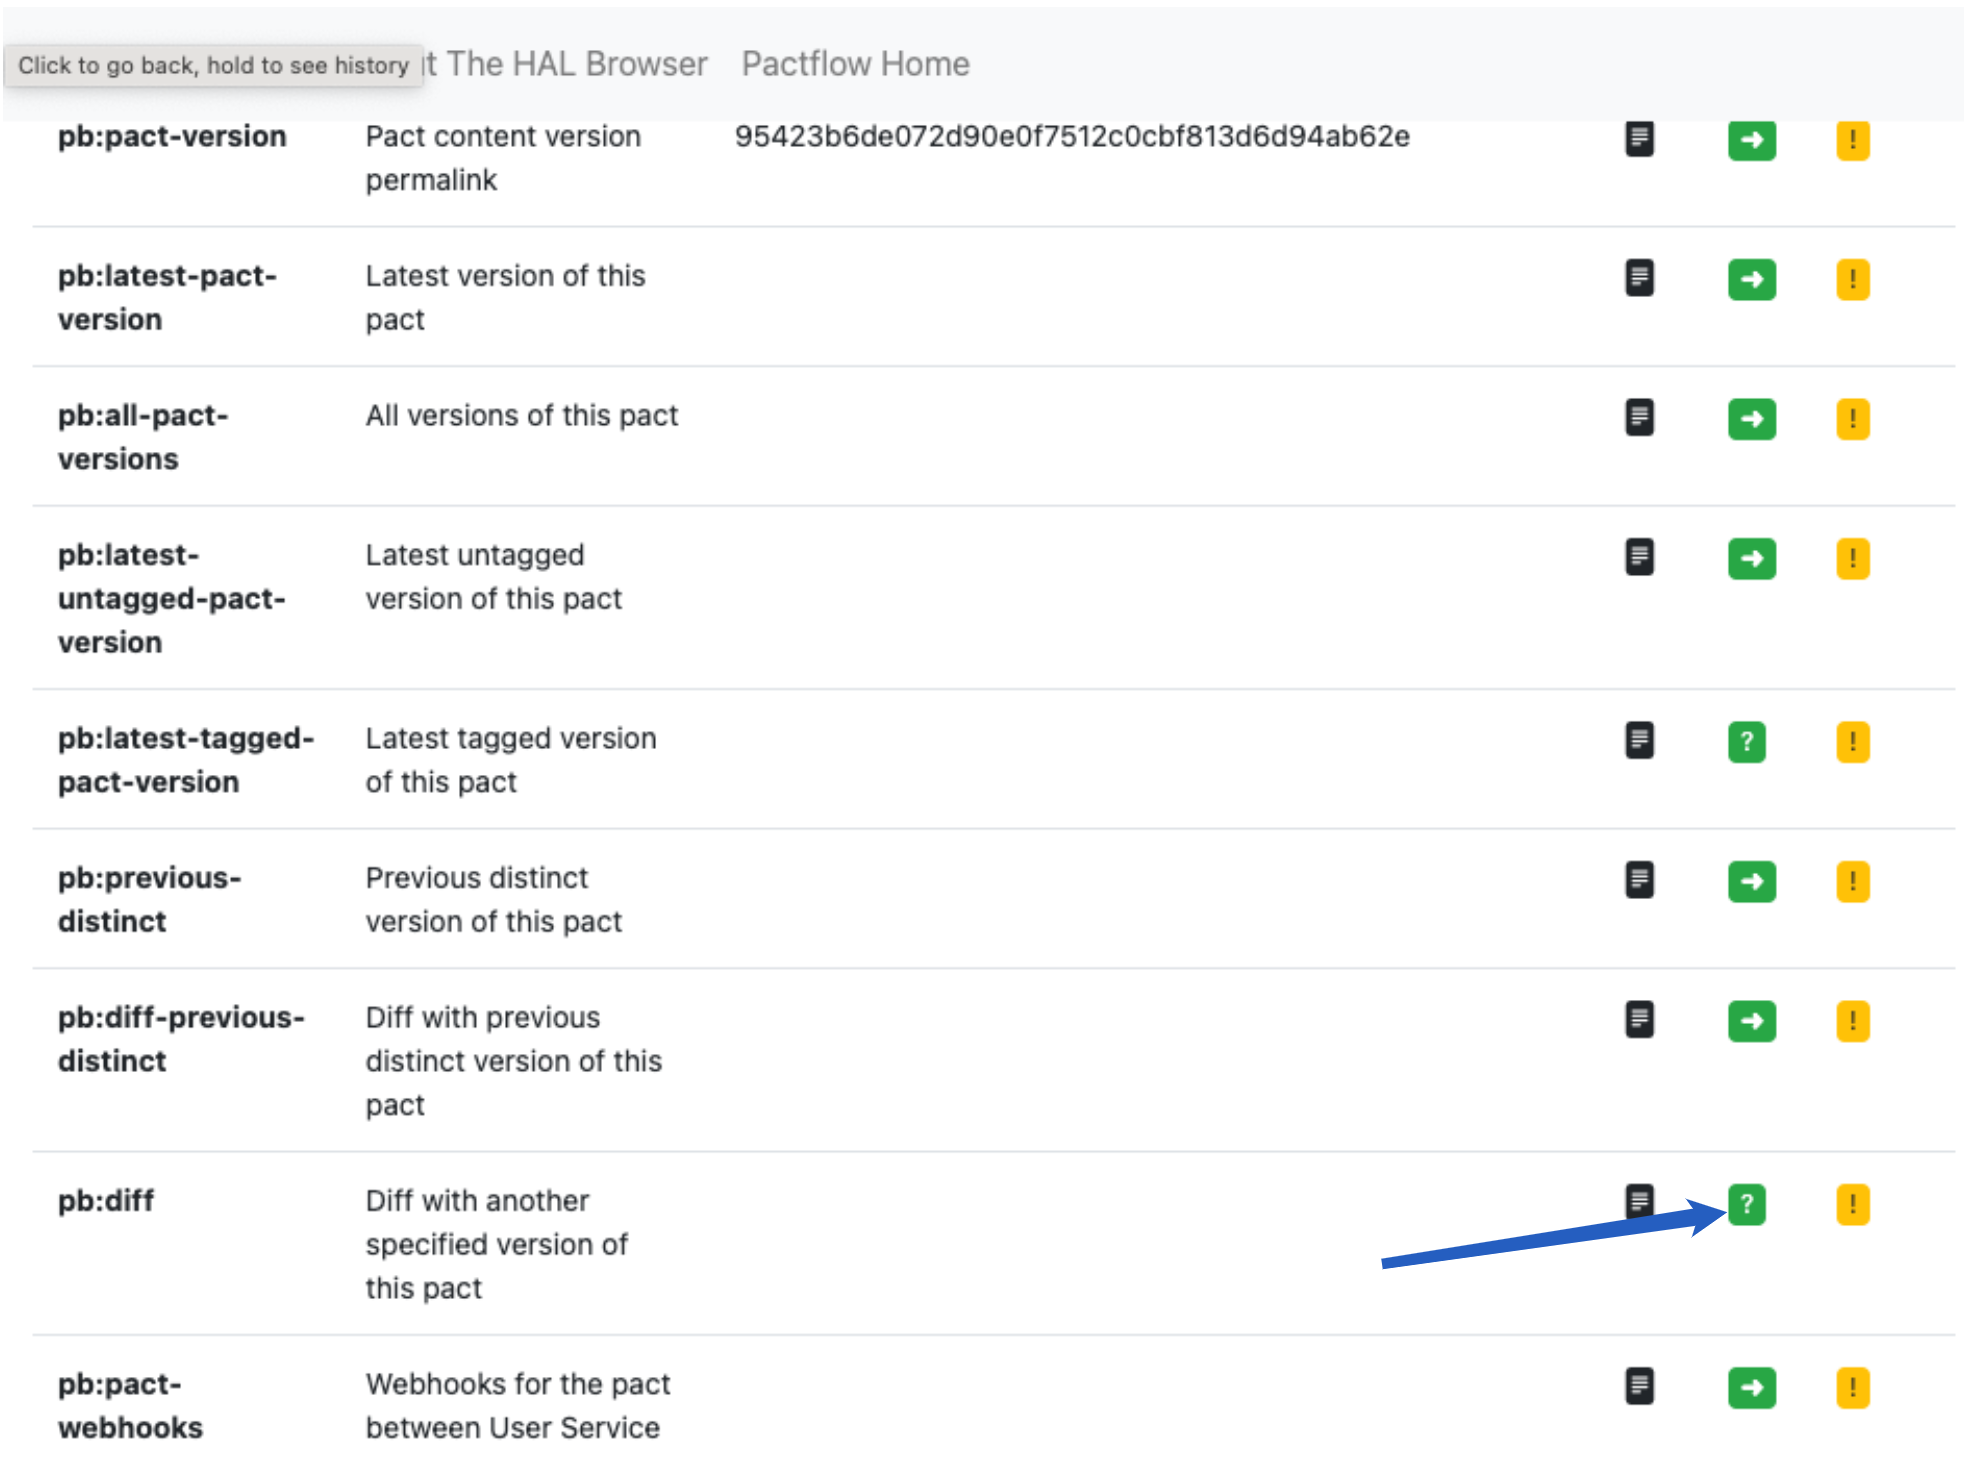 Click to go back, hold to see history
t The HAL Browser Pactflow Home
pb:pact-version Pact content version 95423b6de072d90e0f7512c0cbf813d6d94ab62e !
permalink
pb:latest-pact- Latest version of this !
version pact
pb:all-pact- All versions of this pact !
versions
pb:latest- Latest untagged !
untagged-pact- version of this pact
version
pb:latest-tagged- Latest tagged version ? !
pact-version of this pact
pb:previous- Previous distinct !
distinct version of this pact
pb:diff-previous- Diff with previous !
distinct distinct version of this
pact
pb:diff Diff with another ? !
specified version of
this pact
pb:pact- Webhooks for the pact !
webhooks between User Service